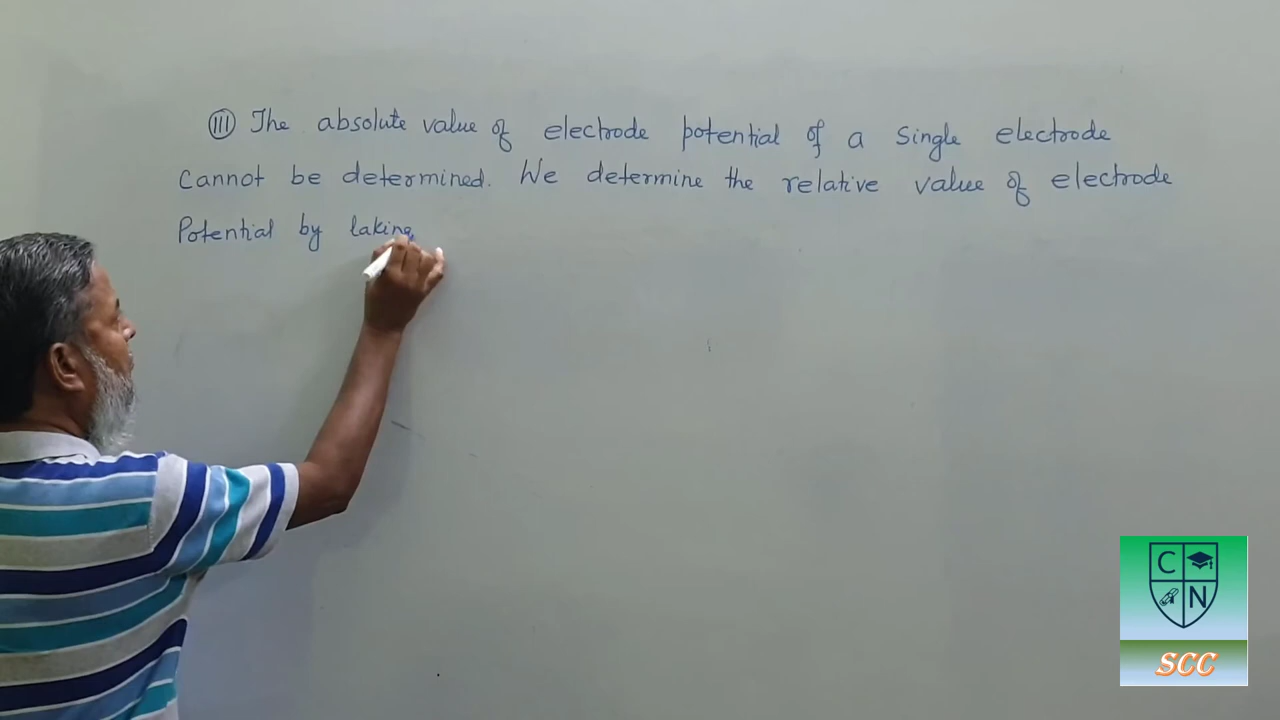 (III) The absolute value of electrode potential of a single electrode
cannot be determined. We determine the relative value of electrode
Potential by laking
C
N
SCC